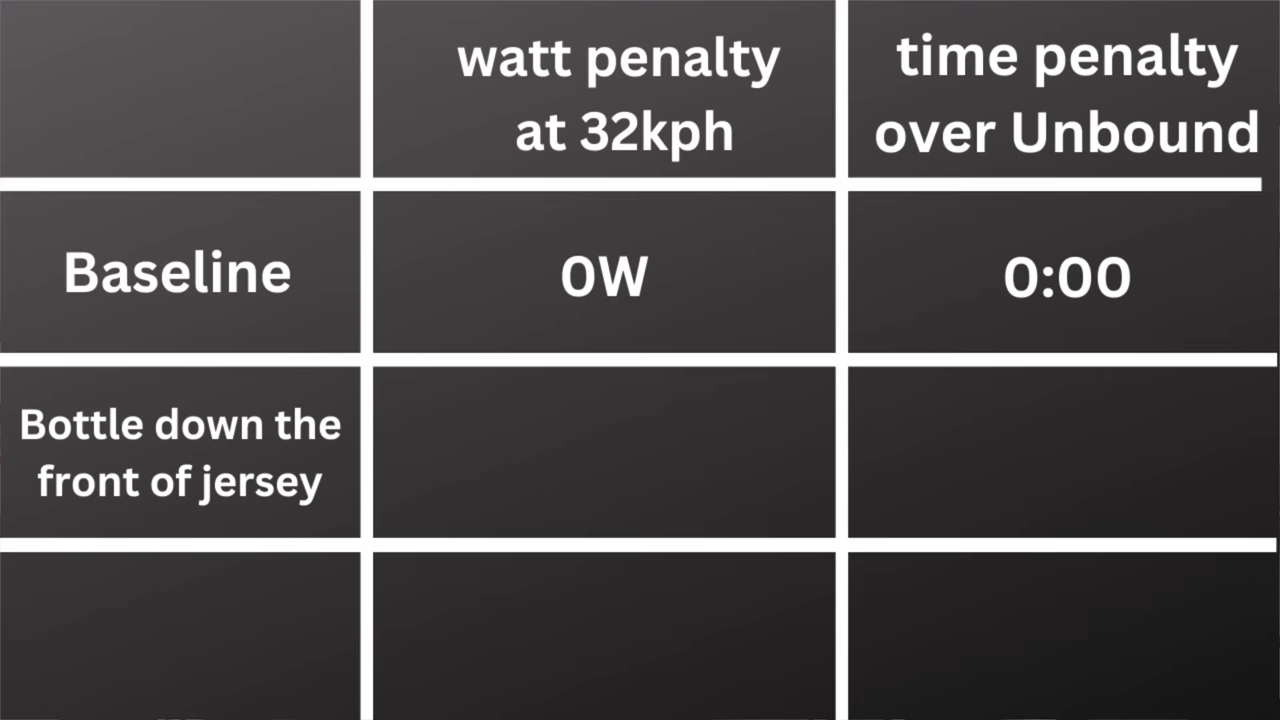 watt penalty
at 32kph
time penalty
over Unbound
Baseline
0W
0:00
Bottle down the
front of jersey